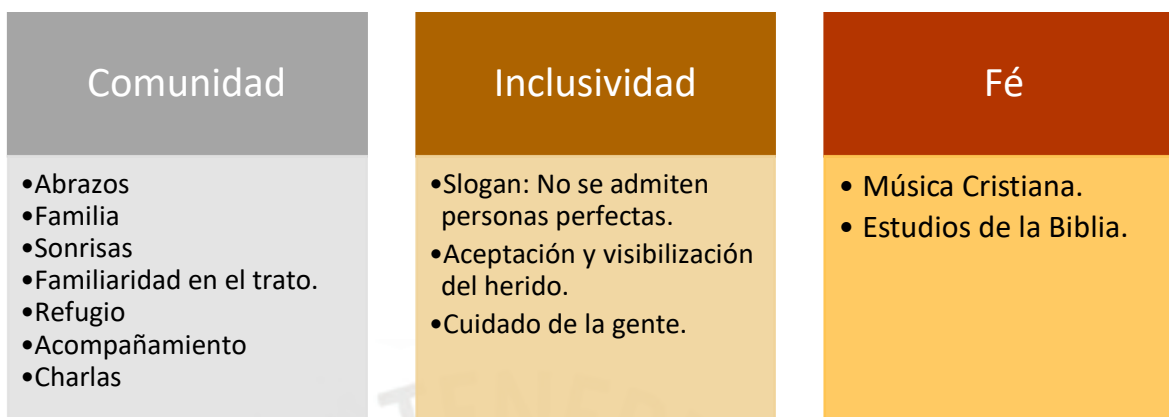 Comunidad
•Abrazos
•Familia
•Sonrisas
•Familiaridad en el trato.
•Refugio
•Acompañamiento
•Charlas
Inclusividad
•Slogan: No se admiten
personas perfectas.
•Aceptación y visibilización
del herido.
•Cuidado de la gente.
Fé
• Música Cristiana.
• Estudios de la Biblia.